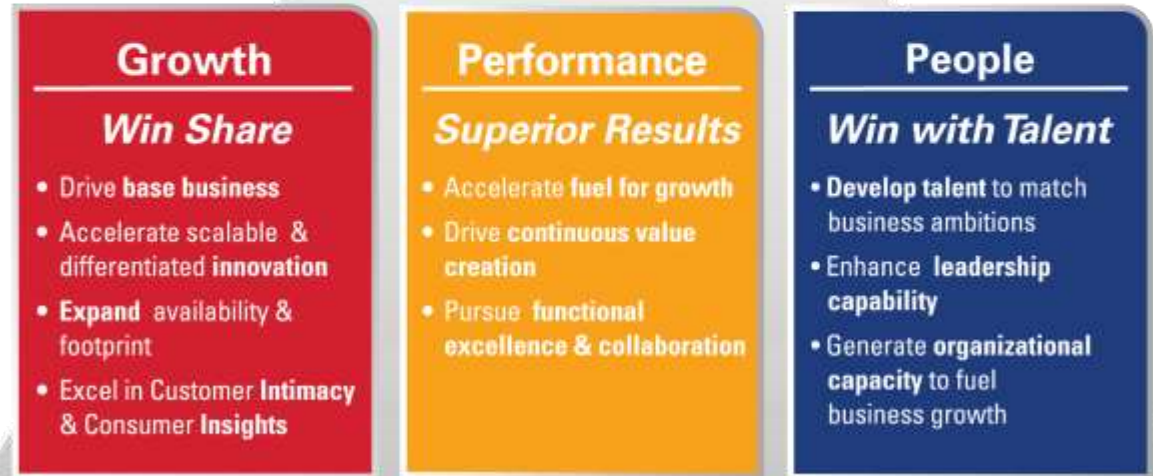 Growth
Win Share
• Drive base business
• Accelerate scalable &
differentiated innovation
• Expand availability &
footprint
• Excel in Customer Intimacy
& Consumer Insights
Performance
Superior Results
• Accelerate fuel for growth
• Drive continuous value
creation
• Pursue functional
excellence & collaboration
People
Win with Talent
• Develop talent to match
business ambitions
• Enhance leadership
capability
• Generate organizational
capacity to fuel
business growth